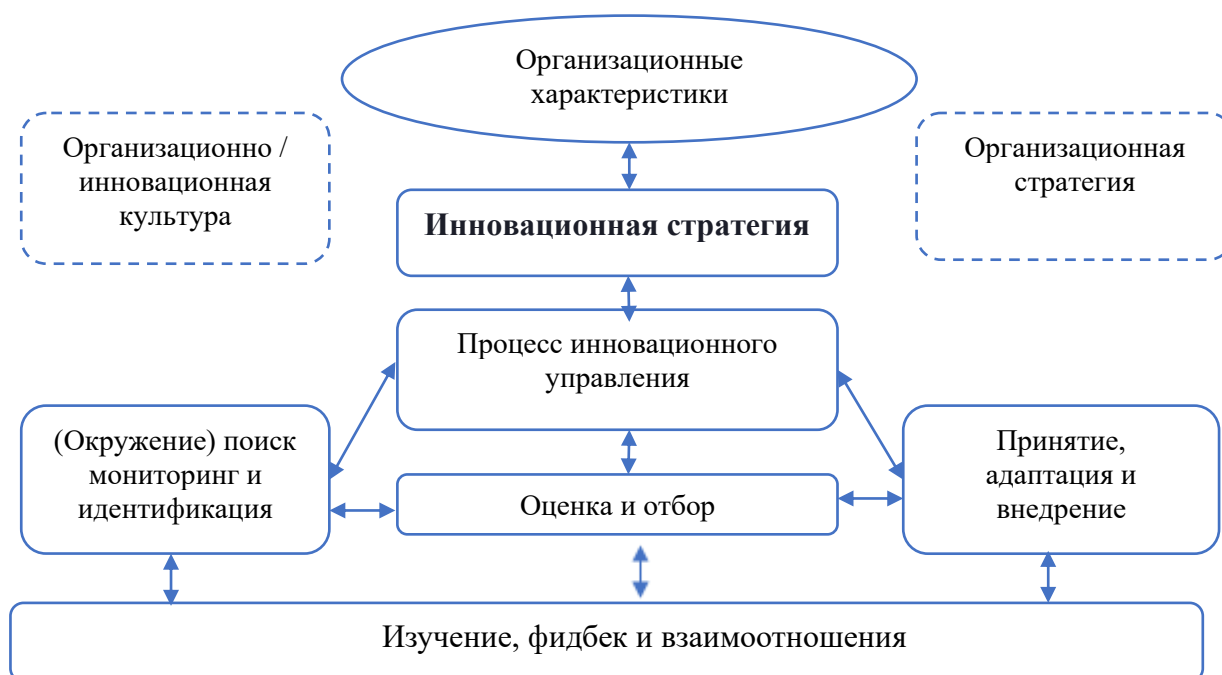 Организационные
характеристики
Организационно /
инновационная
культура
Организационная
стратегия
Инновационная стратегия
Процесс инновационного
управления
(Окружение) поиск
мониторинг и
идентификация
Оценка и отбор
Принятие,
адаптация и
внедрение
Изучение, фидбек и взаимоотношения